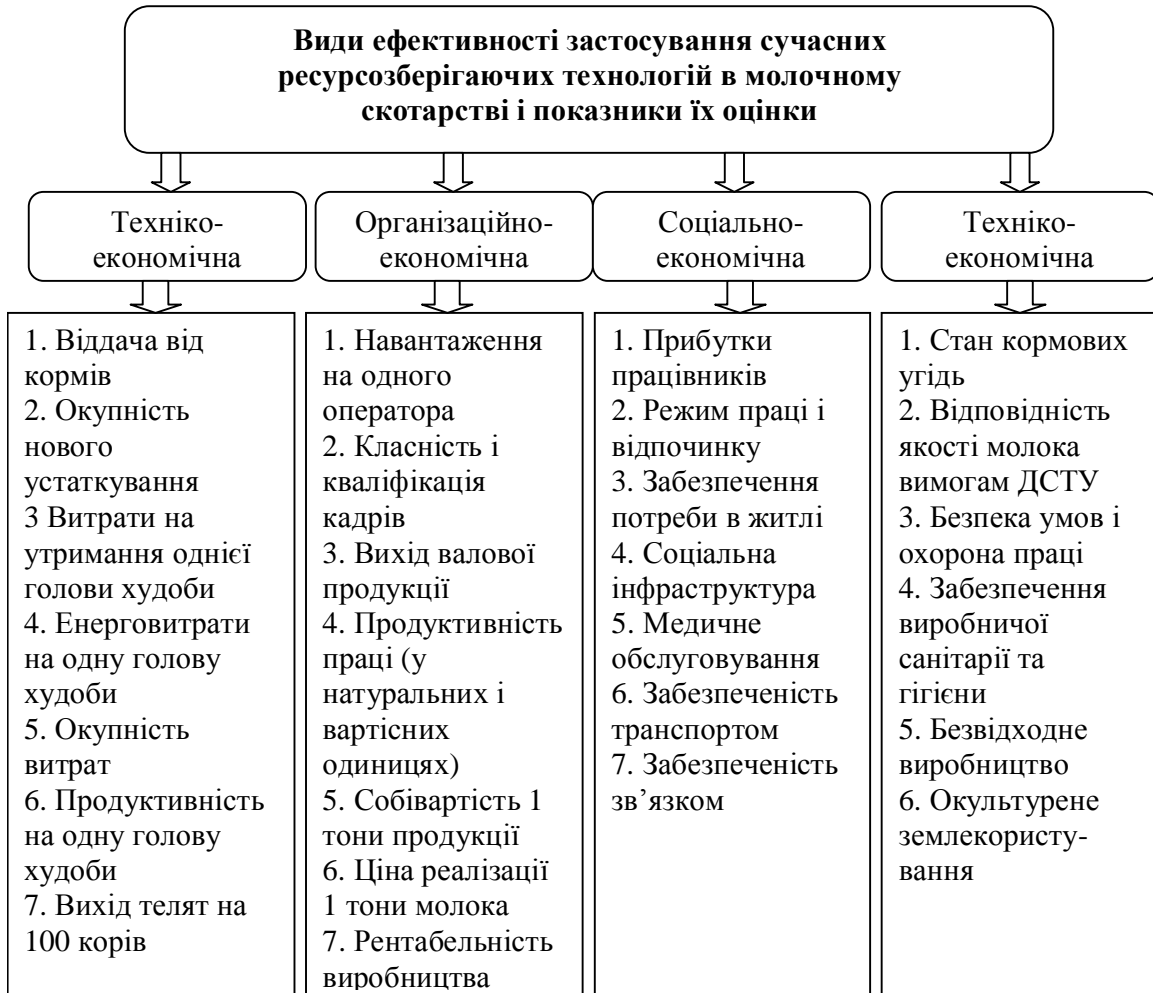 Види ефективності застосування сучасних
ресурсозберігаючих технологій в молочному
скотарстві і показники їх оцінки
Техніко-
економічна
Організаційно-
економічна
Соціально-
економічна
Техніко-
економічна
1. Віддача від
кормів
2. Окупність
нового
устаткування
3 Витрати на
утримання однієї
голови худоби
4. Енерговитрати
на одну голову
худоби
5. Окупність
витрат
6. Продуктивність
на одну голову
худоби
7. Вихід телят на
100 корів
1. Навантаження
на одного
оператора
2. Класність і
кваліфікація
кадрів
3. Вихід валової
продукції
4. Продуктивність
праці (у
натуральних і
вартісних
одиницях)
5. Собівартість 1
тони продукції
6. Ціна реалізації
1 тони молока
7. Рентабельність
виробництва
1. Прибутки
працівників
2. Режим праці і
відпочинку
3. Забезпечення
потреби в житлі
4. Соціальна
інфраструктура
5. Медичне
обслуговування
6. Забезпеченість
транспортом
7. Забезпеченість
зв’язком
1. Стан кормових
угідь
2. Відповідність
якості молока
вимогам ДСТУ
3. Безпека умов і
охорона праці
4. Забезпечення
виробничої
санітарії та
гігієни
5. Безвідходне
виробництво
6. Окультурене
землекористу-
вання